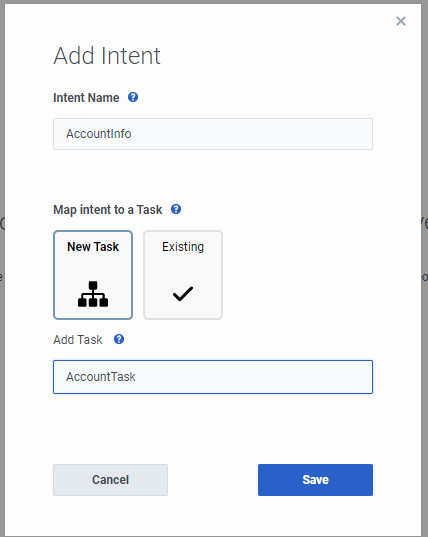 Add Intent
Intent Name
AccountInfo
Map intent to a Task
New Task
Existing
Add Task
AccountTask
Cancel
Save